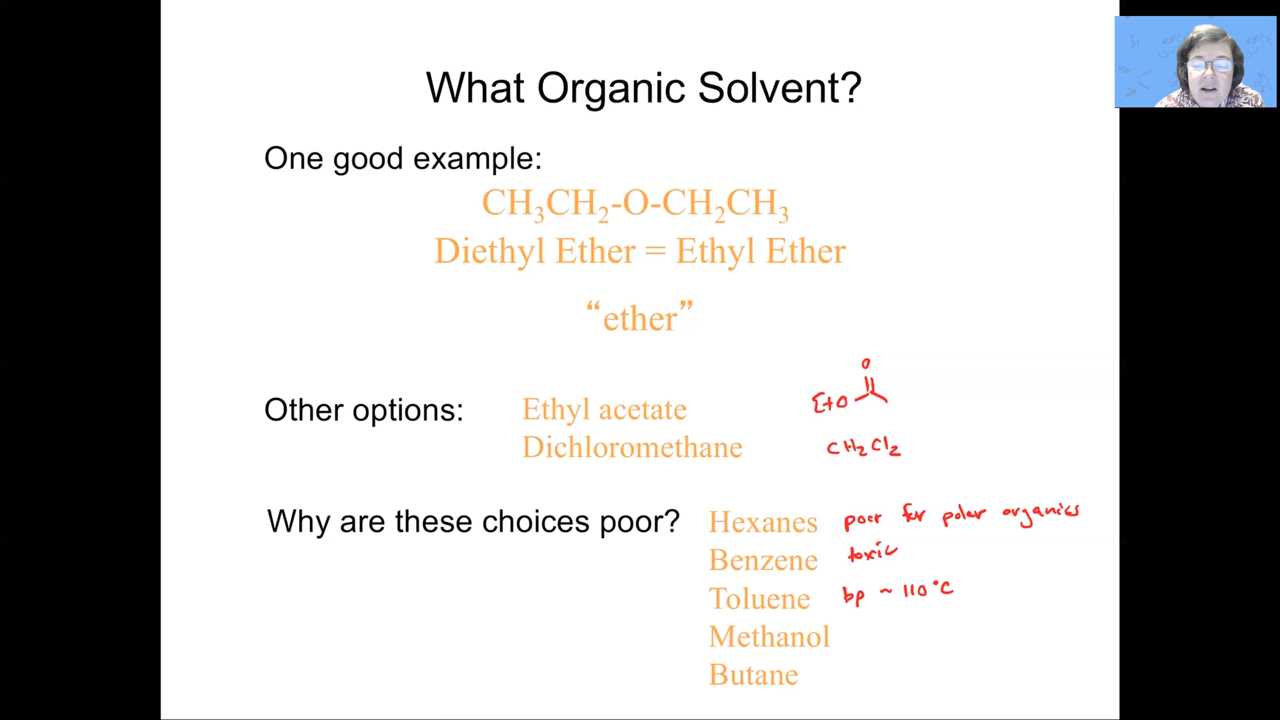 What Organic Solvent?
One good example:
CH₃CH₂-O-CH₂CH₃
Diethyl Ether = Ethyl Ether
“ether”
O
Other options: Ethyl acetate EtO
Dichloromethane CH₂Cl₂
Why are these choices poor? Hexanes poor for polar organics
Benzene toxic
Toluene bp ~ 110°C
Methanol
Butane